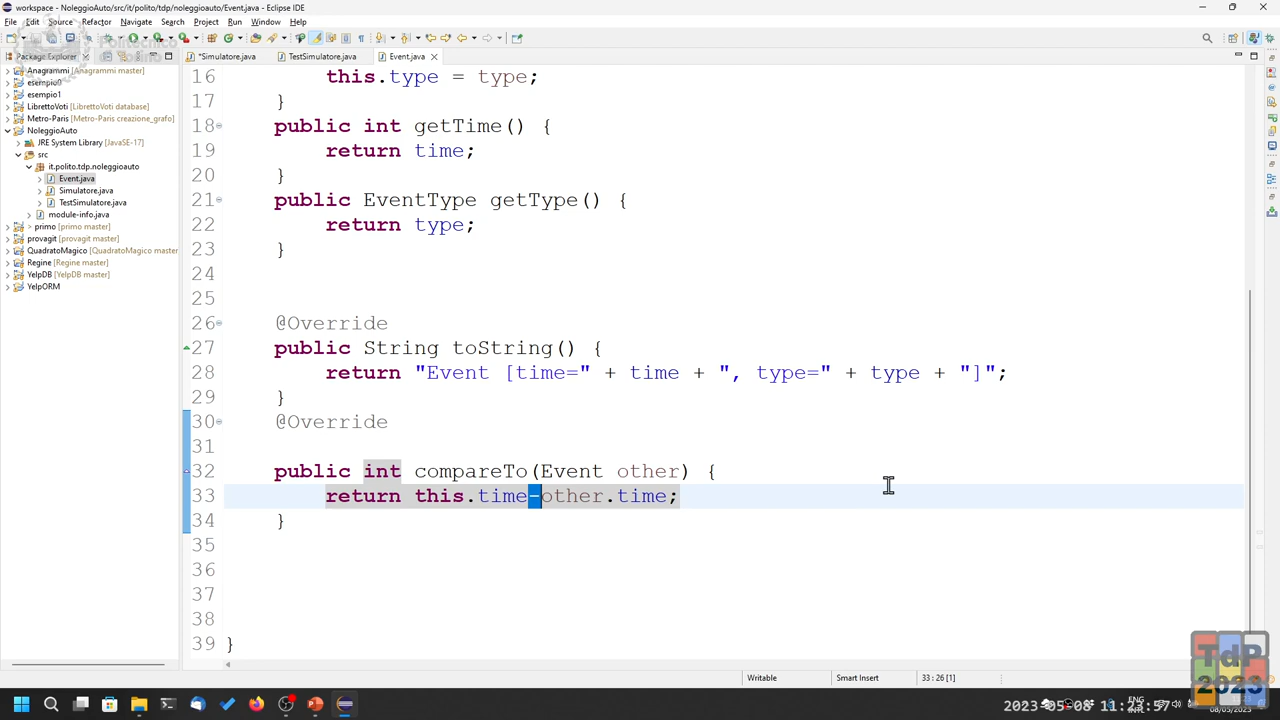 workspace - NoleggioAuto/src/it/polito/tdp/noleggioauto/Event.java - Eclipse IDE
File Edit Source Refactor Navigate Search Project Run Window Help
Package Explorer
*Simulatore.java TestSimulatore.java Event.java
Anagrammi [Anagrammi master]
esempio0
esempio1
LibrettoVoti [LibrettoVoti database]
Metro-Paris [Metro-Paris creazione_grafo]
NoleggioAuto
JRE System Library [JavaSE-17]
src
it.polito.tdp.noleggioauto
Event.java
Simulatore.java
TestSimulatore.java
module-info.java
> primo [primo master]
provagit [provagit master]
QuadratoMagico [QuadratoMagico master]
Regine [Regine master]
YelpDB [YelpDB master]
YelpORM
16 this.type = type;
17 }
18 public int getTime() {
19 return time;
20 }
21 public EventType getType() {
22 return type;
23 }
24
25
26 @Override
27 public String toString() {
28 return "Event [time=" + time + ", type=" + type + "]";
29 }
30 @Override
31
32 public int compareTo(Event other) {
33 return this.time-other.time;
34 }
35
36
37
38
39 }
Writable Smart Insert 33 : 26 [1]
TdP
2023
ENG
INTL